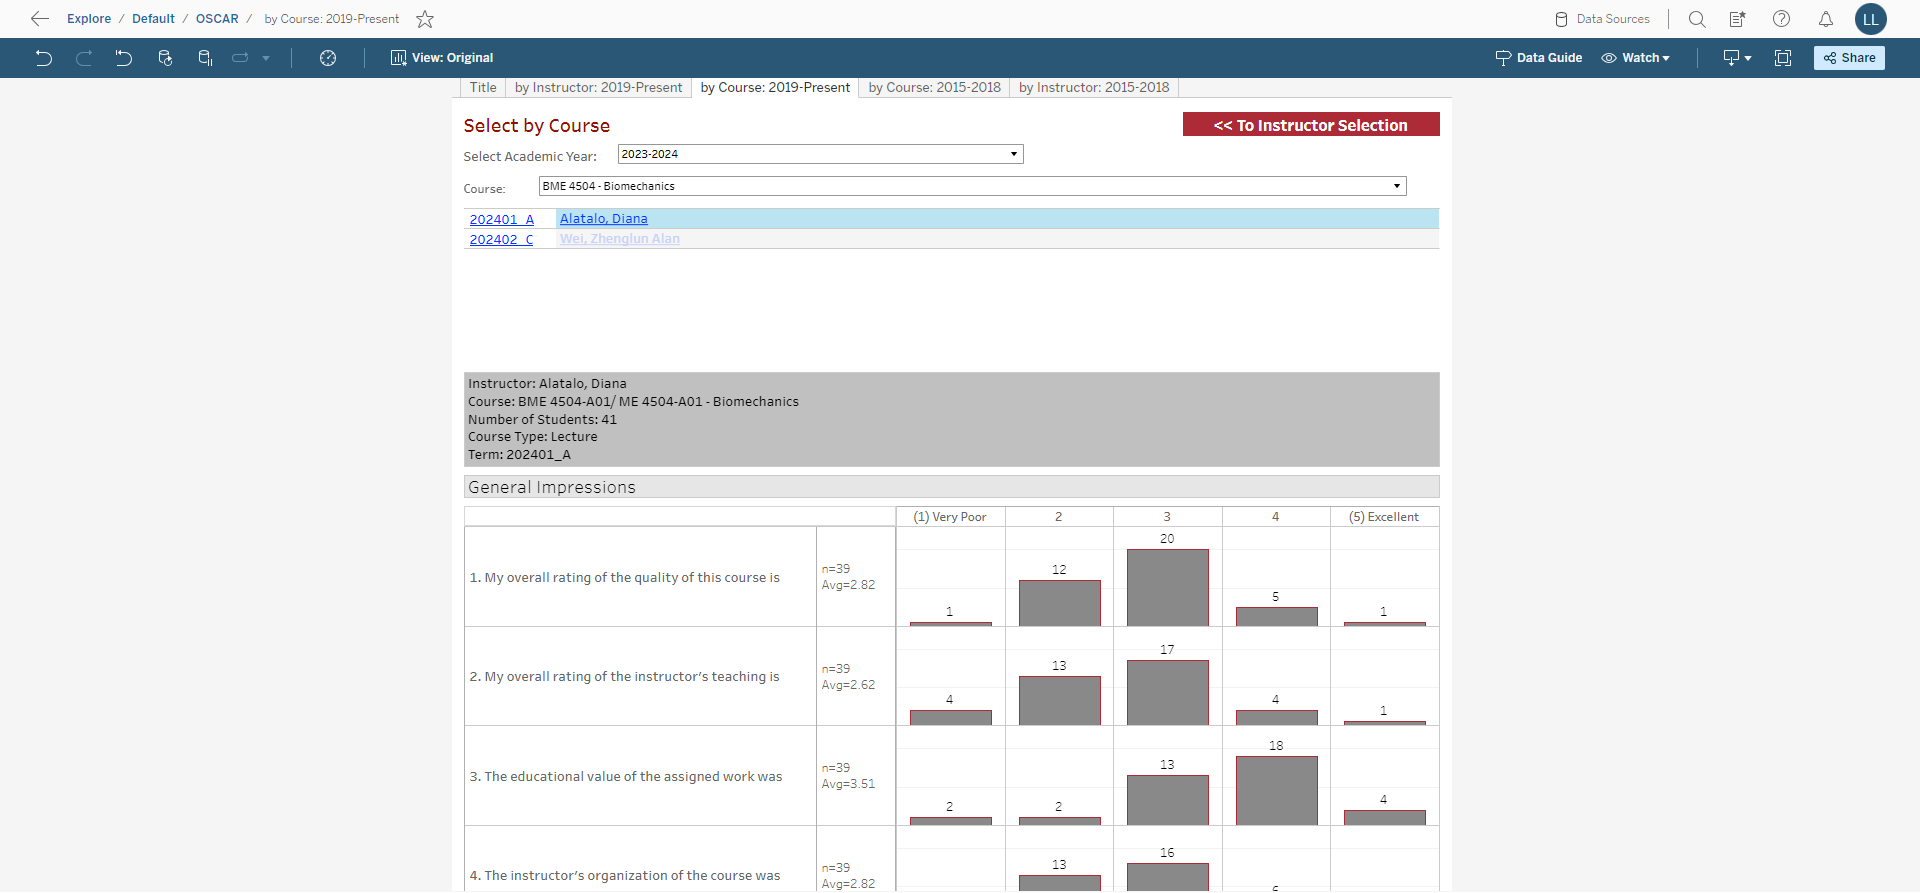 Explore / Default / OSCAR / by Course: 2019-Present
Data Sources
LL
View: Original
Data Guide
Watch
Share
Title
by Instructor: 2019-Present
by Course: 2019-Present
by Course: 2015-2018
by Instructor: 2015-2018
Select by Course
<< To Instructor Selection
Select Academic Year:
2023-2024
Course:
BME 4504 - Biomechanics
202401_A Alatalo, Diana
202402_C Wei, Zhenglun Alan
Instructor: Alatalo, Diana
Course: BME 4504-A01/ ME 4504-A01 - Biomechanics
Number of Students: 41
Course Type: Lecture
Term: 202401_A
General Impressions
(1) Very Poor 2 3 4 (5) Excellent
1. My overall rating of the quality of this course is
n=39
Avg=2.82
1 12 20 5 1
2. My overall rating of the instructor's teaching is
n=39
Avg=2.62
4 13 17 4 1
3. The educational value of the assigned work was
n=39
Avg=3.51
2 2 13 18 4
4. The instructor's organization of the course was
n=39
Avg=2.82
13 16